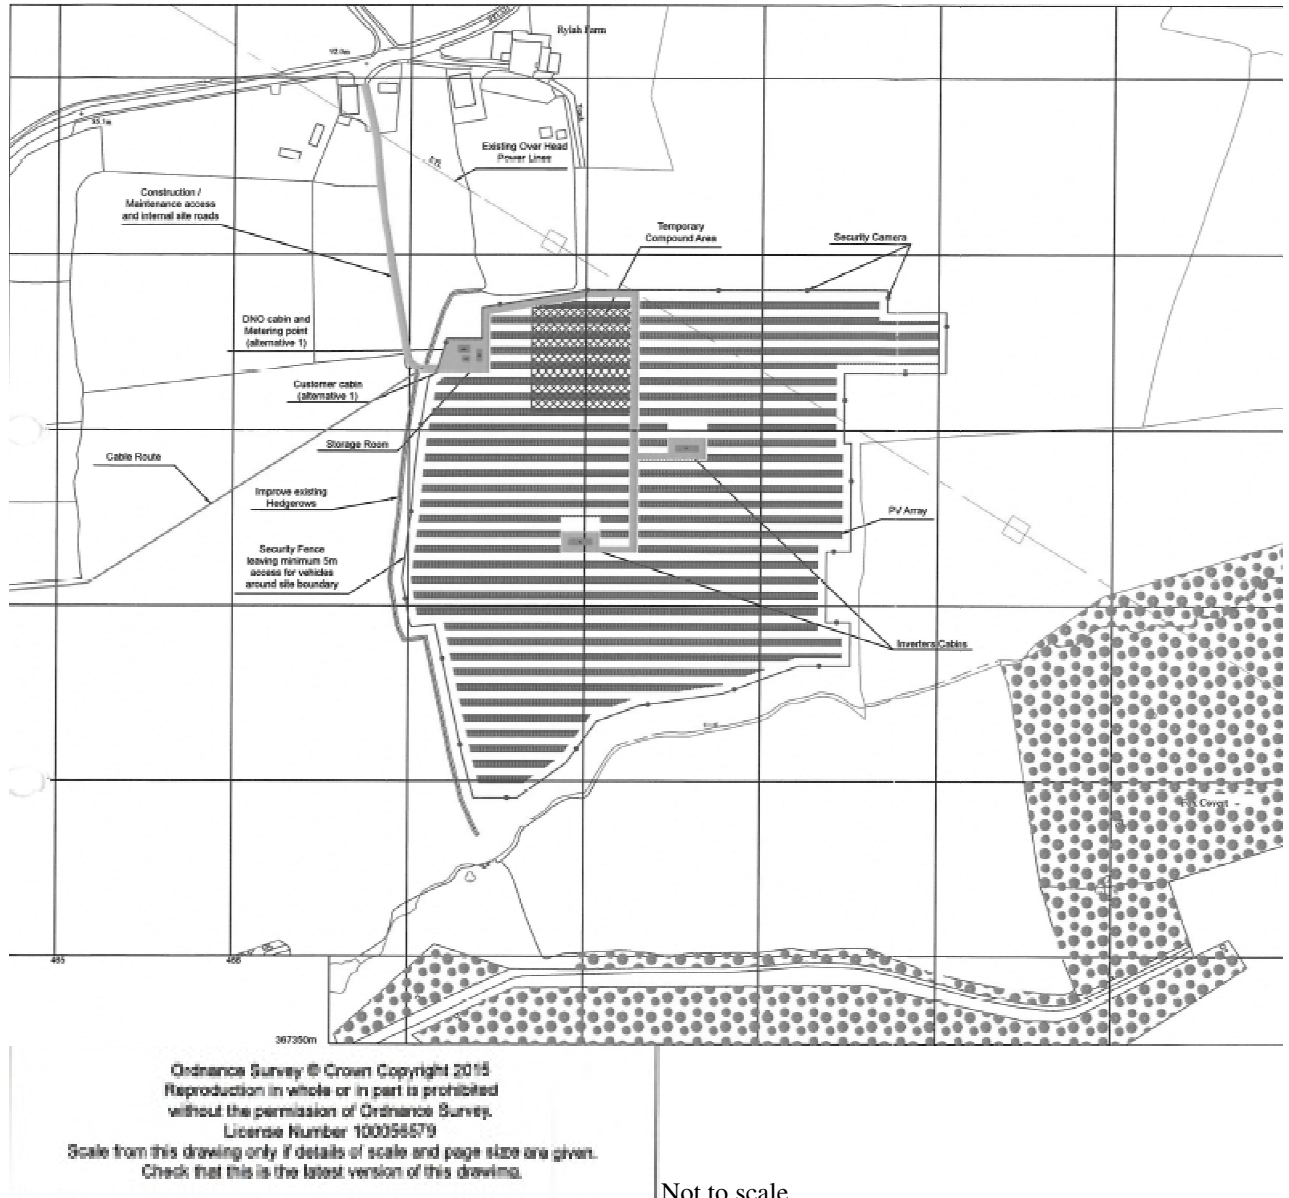 Rylah Farm
92.0m
95.1m
Existing Over Head
Power Lines
Construction /
Maintenance access
and internal site roads
Temporary
Compound Area
Security Camera
DNO cabin and
Metering point
(alternative 1)
Customer cabin
(alternative 1)
Storage Room
Cable Route
Improve existing
Hedgerows
PV Array
Security Fence
leaving minimum 5m
access for vehicles
around site boundary
Inverters Cabins
Covert
465
466
367350m
Ordnance Survey © Crown Copyright 2015
Reproduction in whole or in part is prohibited
without the permission of Ordnance Survey.
License Number 100056579
Scale from this drawing only if details of scale and page size are given.
Check that this is the latest version of this drawing.
Not to scale